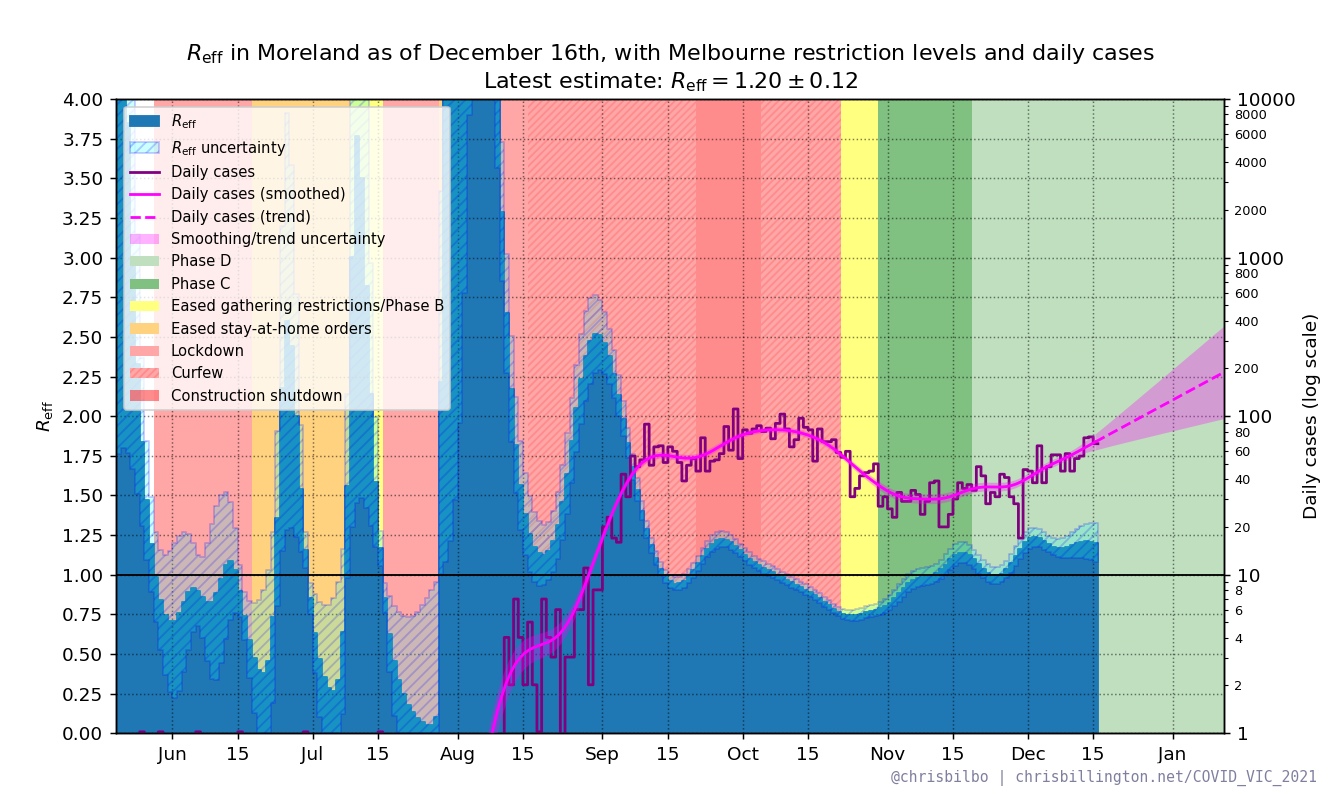 Reff in Moreland as of December 16th, with Melbourne restriction levels and daily cases
Latest estimate: Reff = 1.20 ± 0.12
4.00
3.75
3.50
3.25
3.00
2.75
2.50
2.25
2.00
1.75
1.50
1.25
1.00
0.75
0.50
0.25
0.00
Reff
Reff
Reff uncertainty
Daily cases
Daily cases (smoothed)
Daily cases (trend)
Smoothing/trend uncertainty
Phase D
Phase C
Eased gathering restrictions/Phase B
Eased stay-at-home orders
Lockdown
Curfew
Construction shutdown
10000
8000
6000
4000
2000
1000
800
600
400
200
100
80
60
40
20
10
8
6
4
2
1
Daily cases (log scale)
Jun 15 Jul 15 Aug 15 Sep 15 Oct 15 Nov 15 Dec 15 Jan
@chrisbilbo | chrisbillington.net/COVID_VIC_2021